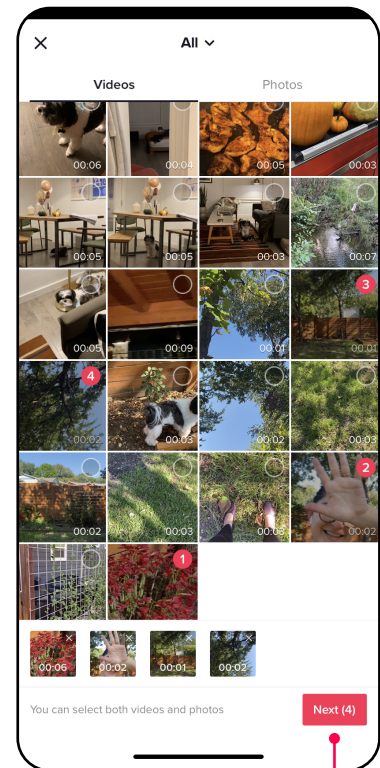 All
Videos Photos
00:06 00:04 00:05 00:03
00:05 00:05 00:03 00:07
00:05 00:09 00:01 3 00:01
4 00:02 00:03 00:02 00:03
00:02 00:03 00:03 2 00:02
1
00:06 00:02 00:01 00:02
You can select both videos and photos Next (4)